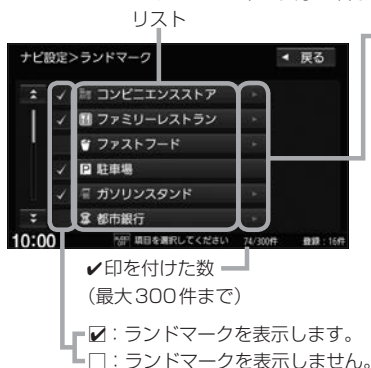 リスト
ナビ設定>ランドマーク
◄ 戻る
✓ コンビニエンスストア
✓ ファミリーレストラン
ファストフード
✓ P 駐車場
✓ ガソリンスタンド
都市銀行
10:00 項目を選択してください 74/300件 登録:16件
✔印を付けた数
(最大300件まで)
☑:ランドマークを表示します。
□:ランドマークを表示しません。